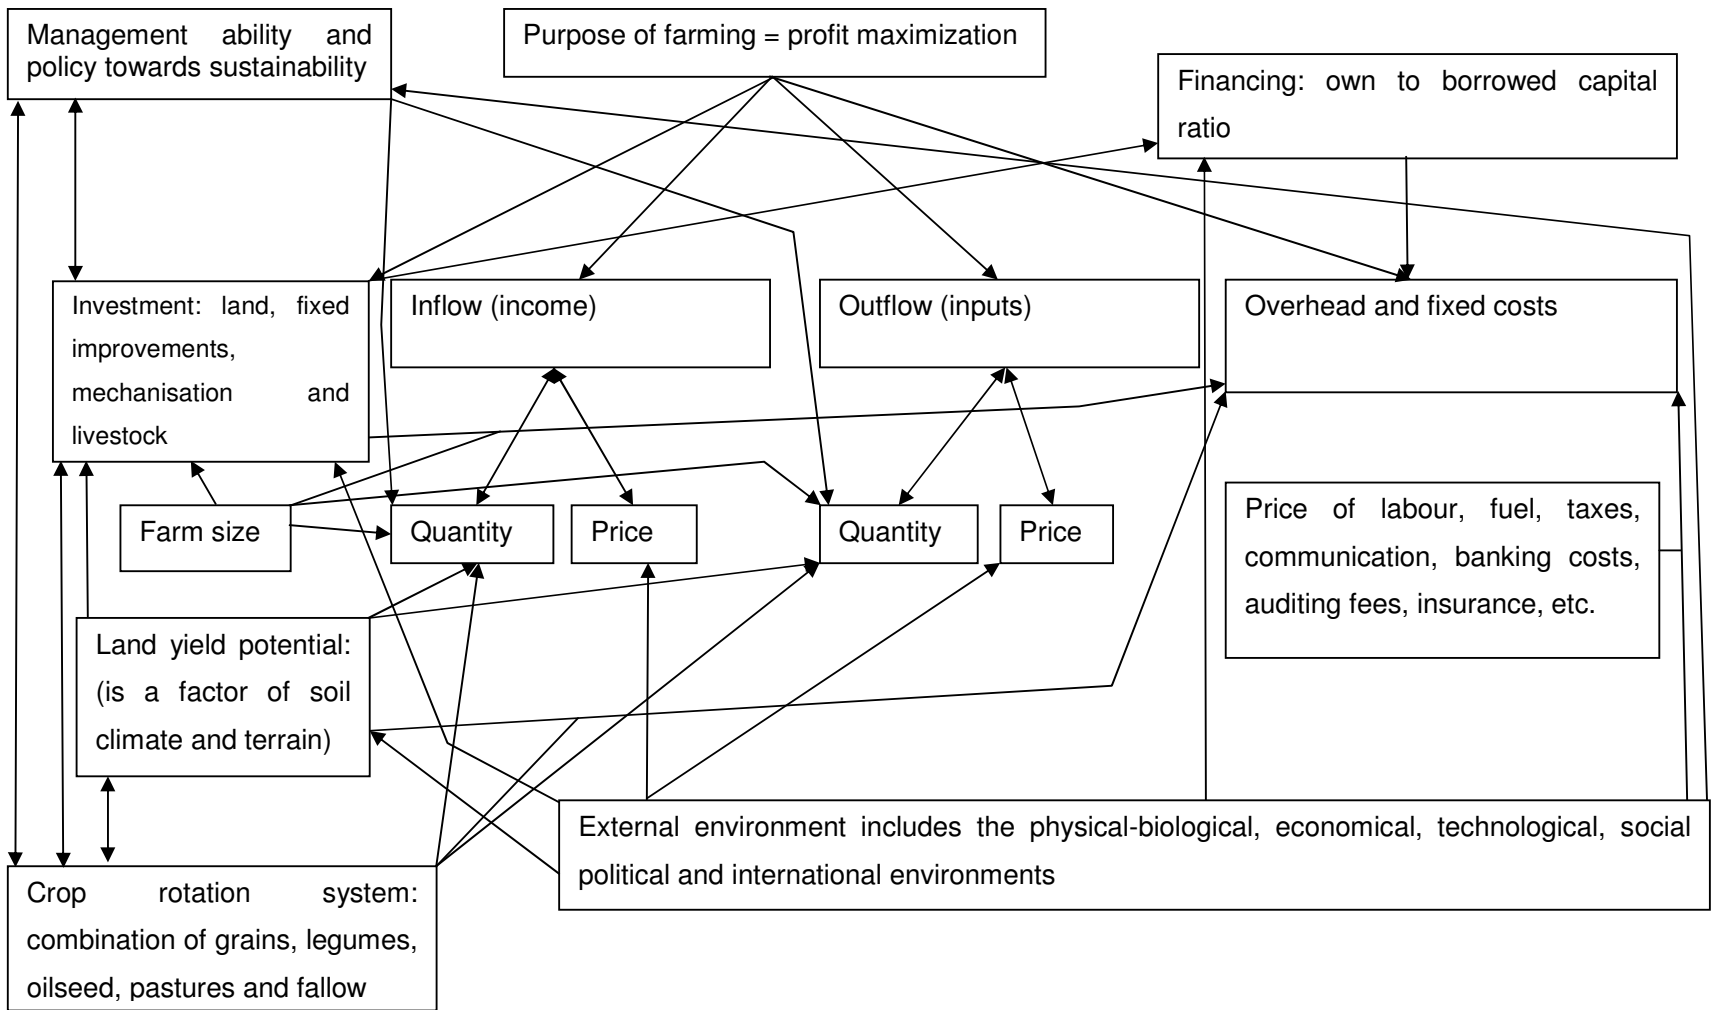 Management ability and
policy towards sustainability
Purpose of farming = profit maximization
Financing: own to borrowed capital
ratio
Investment: land, fixed
improvements,
mechanisation and
livestock
Inflow (income)
Outflow (inputs)
Overhead and fixed costs
Farm size
Quantity
Price
Quantity
Price
Price of labour, fuel, taxes,
communication, banking costs,
auditing fees, insurance, etc.
Land yield potential:
(is a factor of soil
climate and terrain)
External environment includes the physical-biological, economical, technological, social
political and international environments
Crop rotation system:
combination of grains, legumes,
oilseed, pastures and fallow